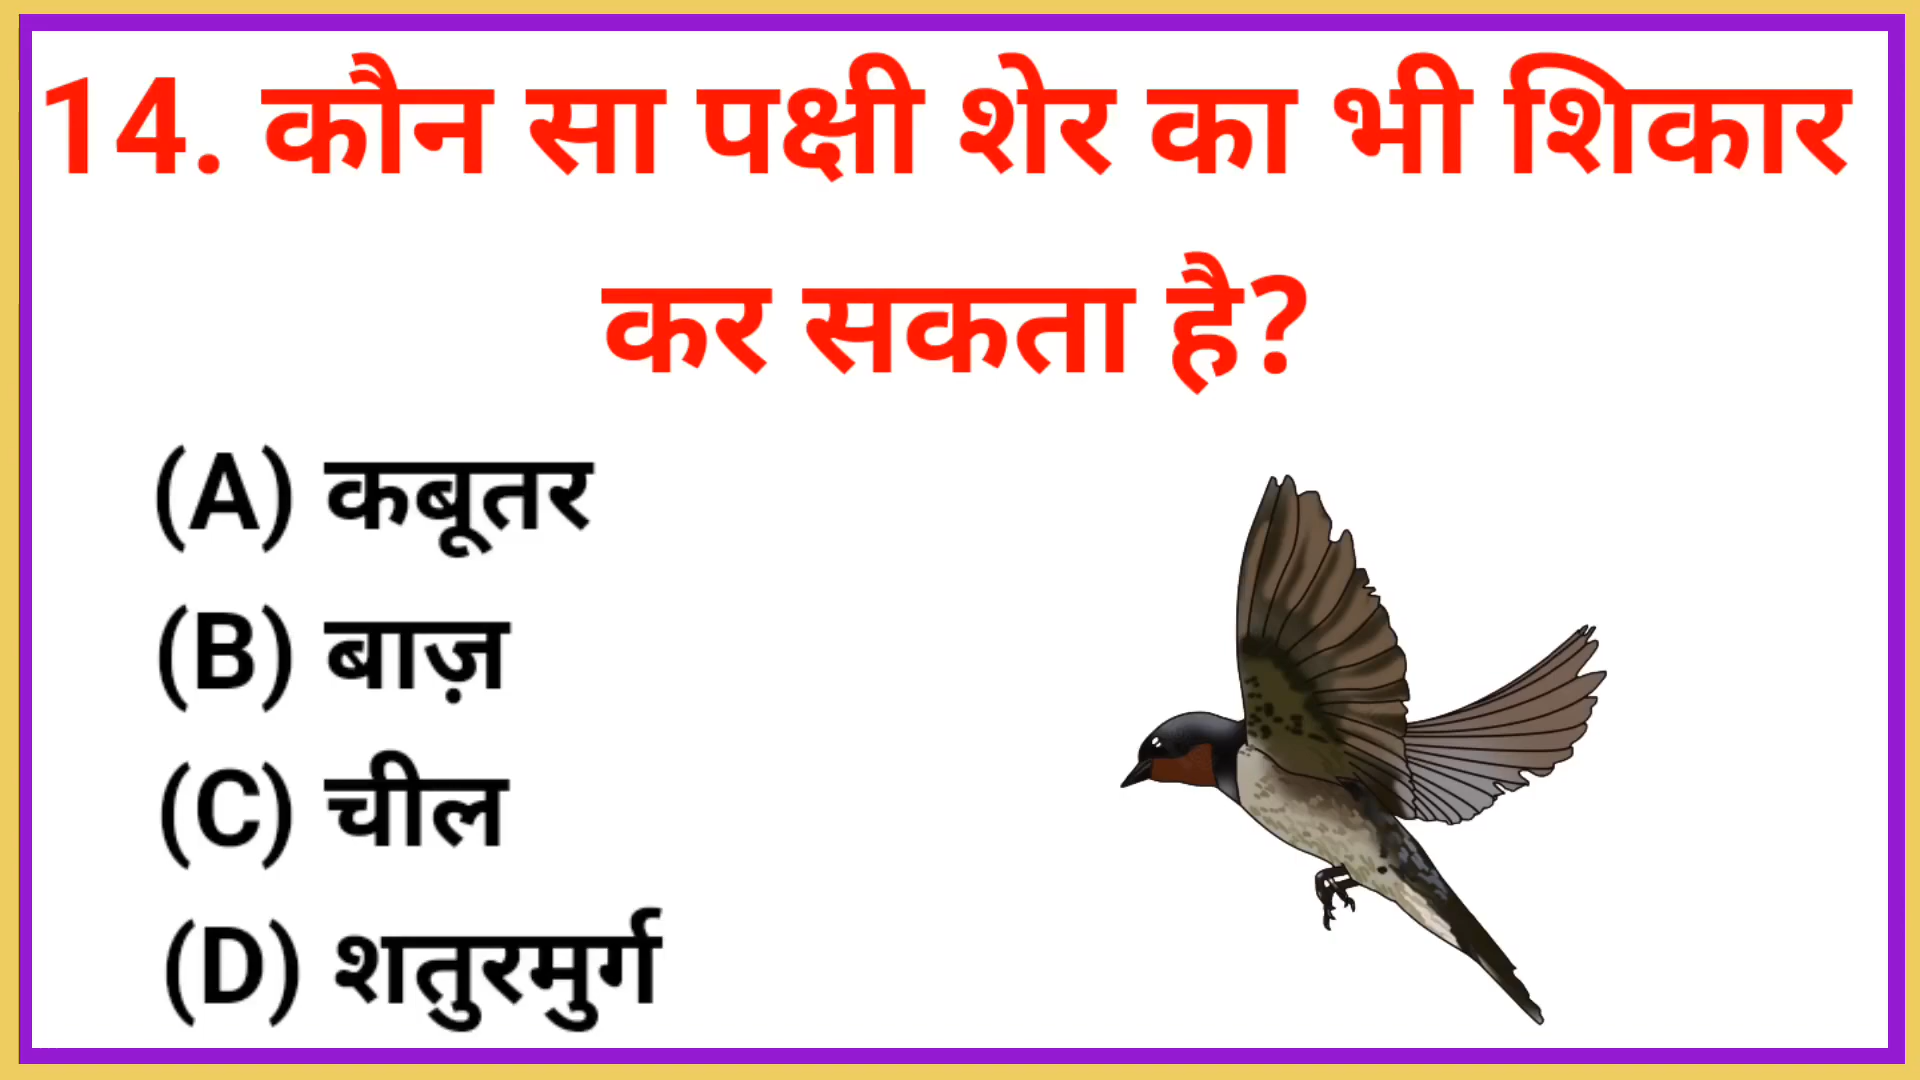 14. कौन सा पक्षी शेर का भी शिकार
कर सकता है?
(A) कबूतर
(B) बाज़
(C) चील
(D) शतुरमुर्ग